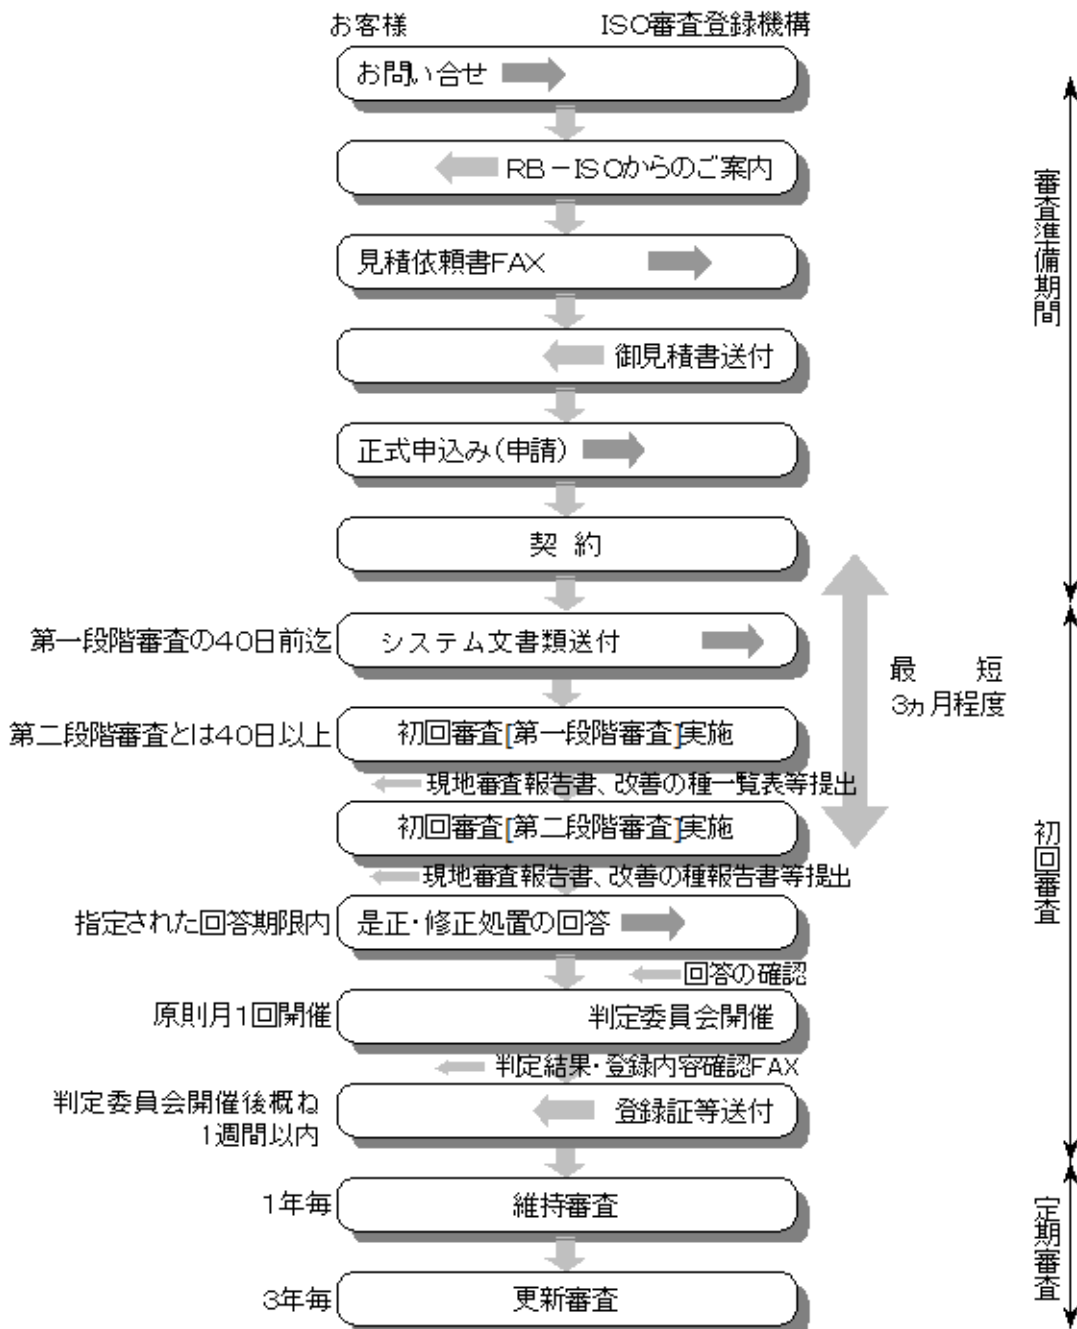 お客様
ISO審査登録機構
お問い合せ
RB－ISOからのご案内
見積依頼書FAX
御見積書送付
正式申込み(申請)
契 約
審査準備期間
第一段階審査の40日前迄
システム文書類送付
最 短
3ヵ月程度
第二段階審査とは40日以上
初回審査[第一段階審査]実施
現地審査報告書、改善の種一覧表等提出
初回審査[第二段階審査]実施
現地審査報告書、改善の種報告書等提出
指定された回答期限内
是正・修正処置の回答
回答の確認
原則月1回開催
判定委員会開催
判定結果・登録内容確認FAX
判定委員会開催後概ね
1週間以内
登録証等送付
初回審査
1年毎
維持審査
3年毎
更新審査
定期審査